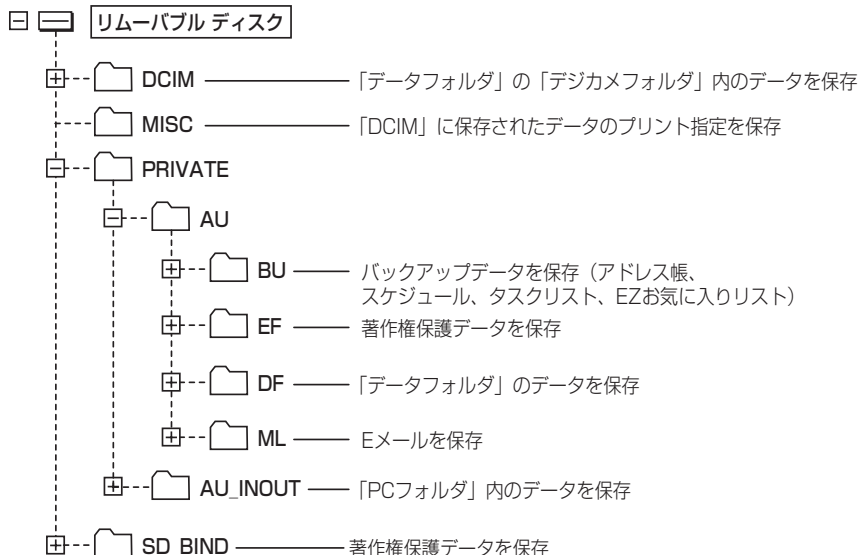 リムーバブル ディスク
DCIM 「データフォルダ」の「デジカメフォルダ」内のデータを保存
MISC 「DCIM」に保存されたデータのプリント指定を保存
PRIVATE
AU
BU バックアップデータを保存（アドレス帳、
スケジュール、タスクリスト、EZお気に入りリスト）
EF 著作権保護データを保存
DF 「データフォルダ」のデータを保存
ML Eメールを保存
AU_INOUT 「PCフォルダ」内のデータを保存
SD_BIND 著作権保護データを保存